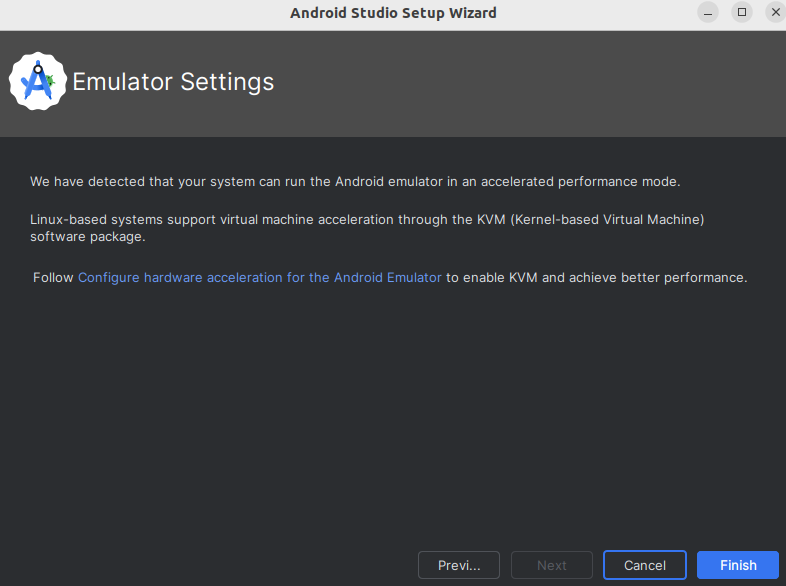 Android Studio Setup Wizard
Emulator Settings
We have detected that your system can run the Android emulator in an accelerated performance mode.
Linux-based systems support virtual machine acceleration through the KVM (Kernel-based Virtual Machine)
software package.
Follow Configure hardware acceleration for the Android Emulator to enable KVM and achieve better performance.
Previ...
Next
Cancel
Finish